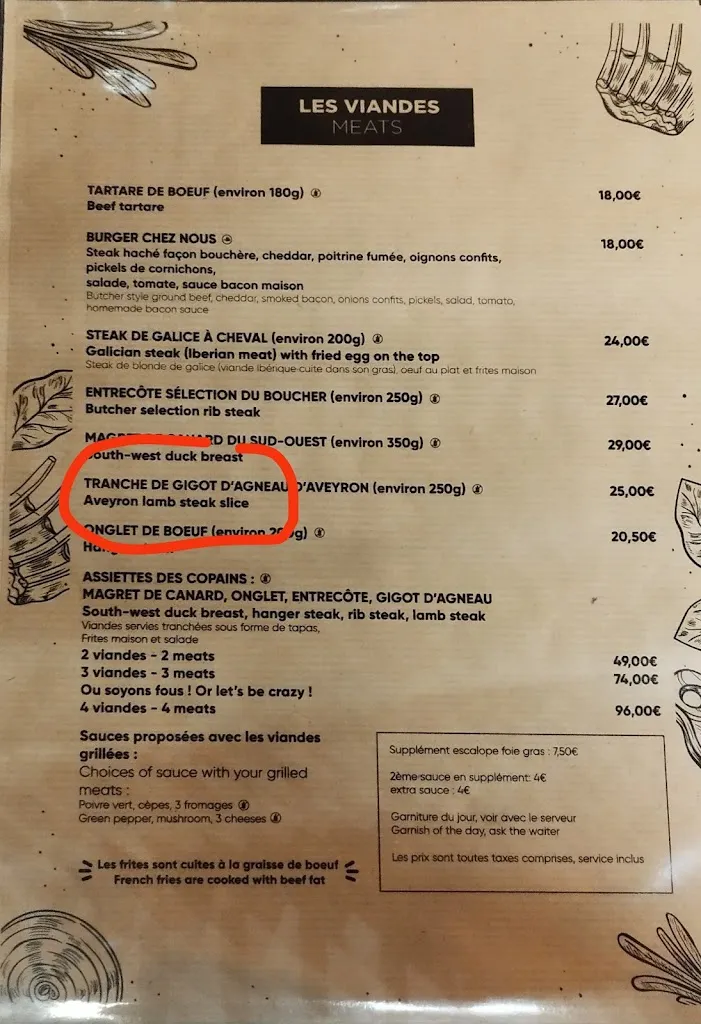 LES VIANDES
MEATS
TARTARE DE BOEUF (environ 180g) 18,00€
Beef tartare
BURGER CHEZ NOUS 18,00€
Steak haché façon bouchère, cheddar, poitrine fumée, oignons confits,
pickels de cornichons,
salade, tomate, sauce bacon maison
Butcher style ground beef, cheddar, smoked bacon, onions confits, pickels, salad, tomato,
homemade bacon sauce
STEAK DE GALICE À CHEVAL (environ 200g) 24,00€
Galician steak (Iberian meat) with fried egg on the top
Steak de blonde de galice (viande Ibérique cuite dans son gras), oeuf au plat et frites maison
ENTRECÔTE SÉLECTION DU BOUCHER (environ 250g) 27,00€
Butcher selection rib steak
MAGRET DE CANARD DU SUD-OUEST (environ 350g) 29,00€
South-west duck breast
TRANCHE DE GIGOT D'AGNEAU D'AVEYRON (environ 250g) 25,00€
Aveyron lamb steak slice
ONGLET DE BOEUF (environ 200g) 20,50€
ASSIETTES DES COPAINS :
MAGRET DE CANARD, ONGLET, ENTRECÔTE, GIGOT D'AGNEAU
South-west duck breast, hanger steak, rib steak, lamb steak
Viandes servies tranchées sous forme de tapas,
Frites maison et salade
2 viandes - 2 meats 49,00€
3 viandes - 3 meats 74,00€
Ou soyons fous ! Or let's be crazy !
4 viandes - 4 meats 96,00€
Sauces proposées avec les viandes
grillées :
Choices of sauce with your grilled
meats :
Poivre vert, cèpes, 3 fromages
Green pepper, mushroom, 3 cheeses
Les frites sont cuites à la graisse de boeuf
French fries are cooked with beef fat
Supplément escalope foie gras : 7,50€
2ème sauce en supplément: 4€
extra sauce : 4€
Garniture du jour, voir avec le serveur
Garnish of the day, ask the waiter
Les prix sont toutes taxes comprises, service inclus